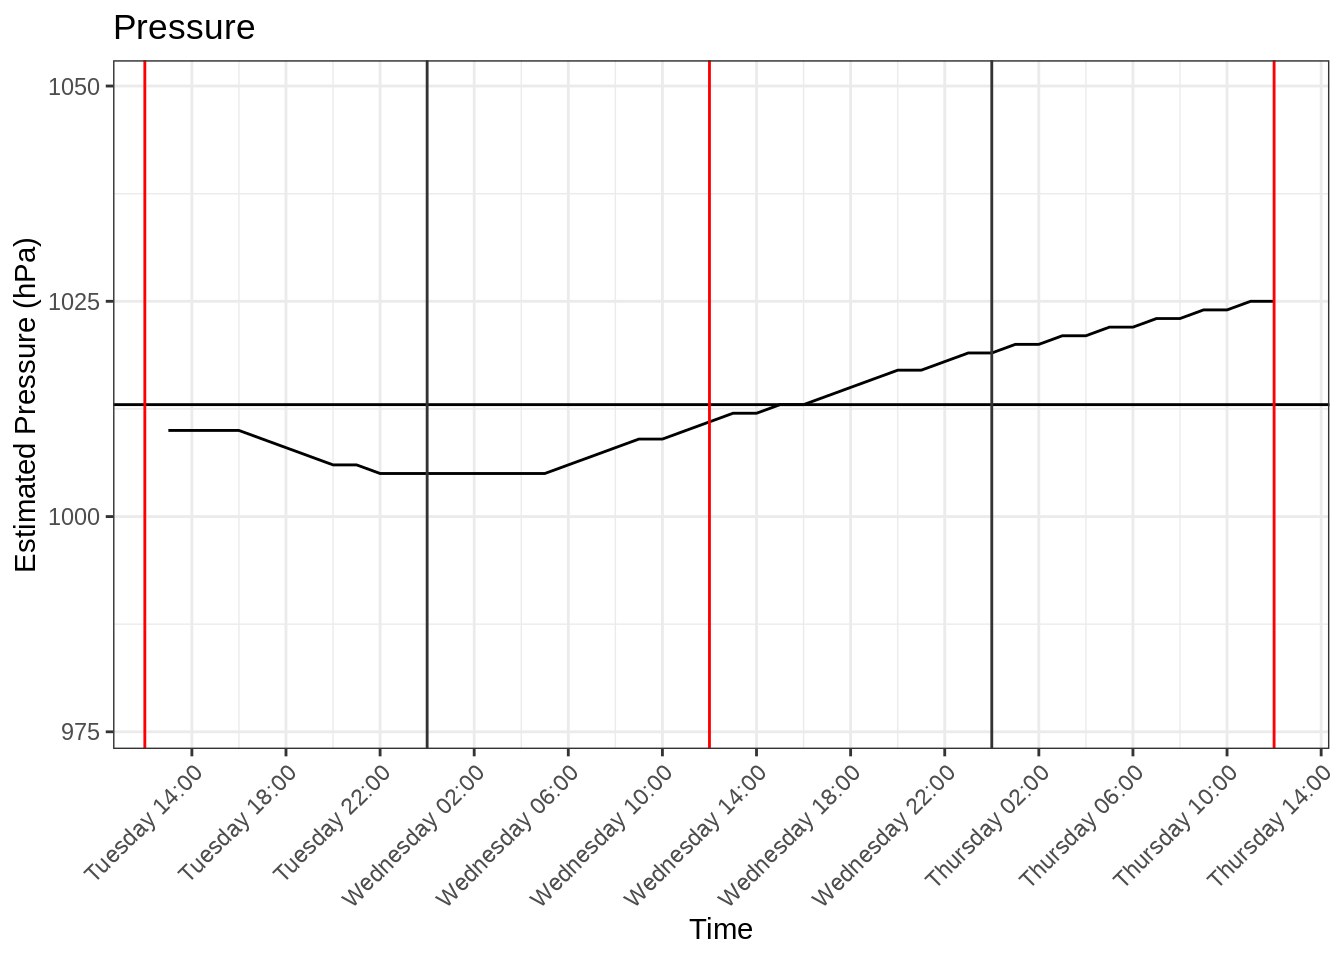 Pressure
Estimated Pressure (hPa)
1050
1025
1000
975
Tuesday 14:00
Tuesday 18:00
Tuesday 22:00
Wednesday 02:00
Wednesday 06:00
Wednesday 10:00
Wednesday 14:00
Wednesday 18:00
Wednesday 22:00
Thursday 02:00
Thursday 06:00
Thursday 10:00
Thursday 14:00
Time